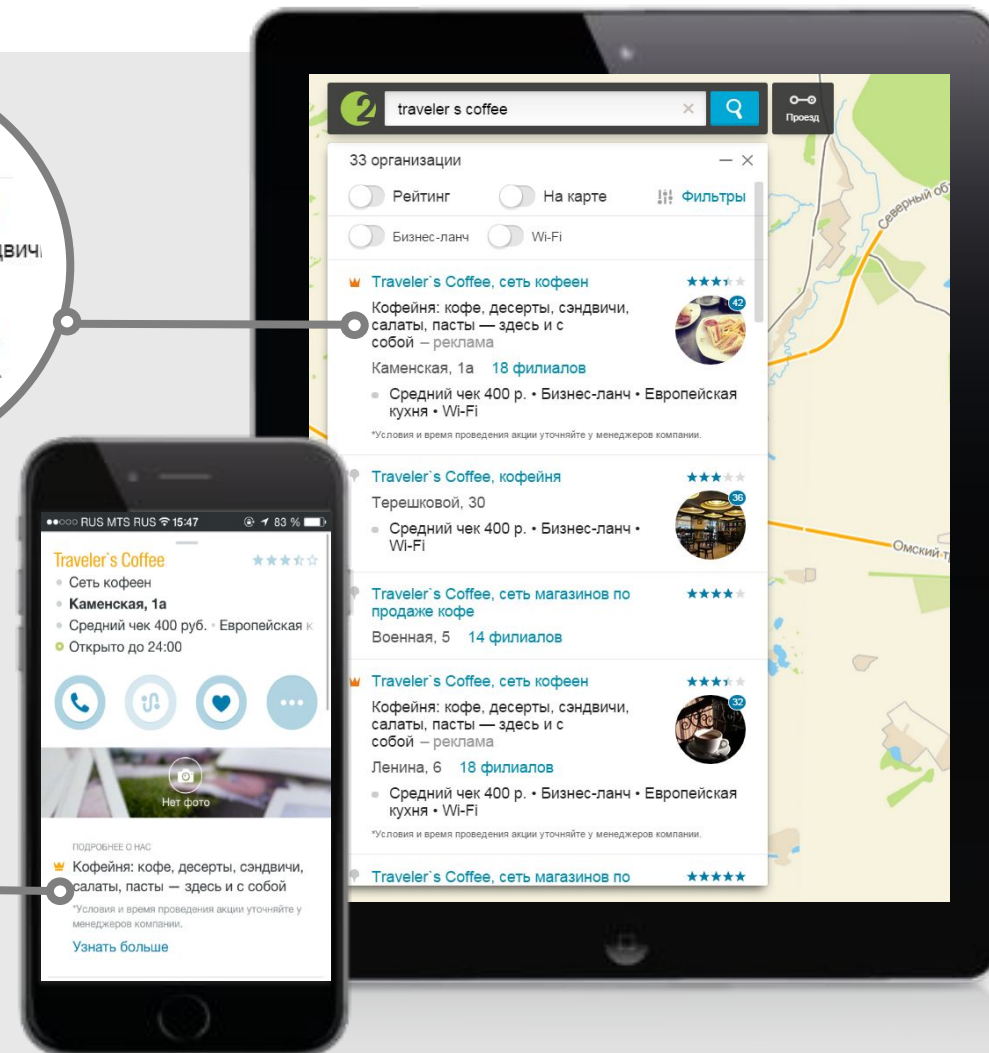 traveler s coffee
Проезд
33 организации
Рейтинг
На карте
Фильтры
Бизнес-ланч
Wi-Fi
Traveler`s Coffee, сеть кофеен
42
Кофейня: кофе, десерты, сэндвичи,
салаты, пасты — здесь и с
собой – реклама
Каменская, 1а 18 филиалов
Средний чек 400 р. • Бизнес-ланч • Европейская
кухня • Wi-Fi
*Условия и время проведения акции уточняйте у менеджеров компании.
Traveler`s Coffee, кофейня
36
Терешковой, 30
Средний чек 400 р. • Бизнес-ланч •
Wi-Fi
Traveler`s Coffee, сеть магазинов по
продаже кофе
Военная, 5 14 филиалов
Traveler`s Coffee, сеть кофеен
32
Кофейня: кофе, десерты, сэндвичи,
салаты, пасты — здесь и с
собой – реклама
Ленина, 6 18 филиалов
Средний чек 400 р. • Бизнес-ланч • Европейская
кухня • Wi-Fi
*Условия и время проведения акции уточняйте у менеджеров компании.
Traveler`s Coffee, сеть магазинов по
Северный об
Омский т
RUS MTS RUS 15:47 83 %
Traveler`s Coffee
Сеть кофеен
Каменская, 1а
Средний чек 400 руб. • Европейская к
Открыто до 24:00
Нет фото
ПОДРОБНЕЕ О НАС
Кофейня: кофе, десерты, сэндвичи,
салаты, пасты — здесь и с собой
*Условия и время проведения акции уточняйте у
менеджеров компании.
Узнать больше